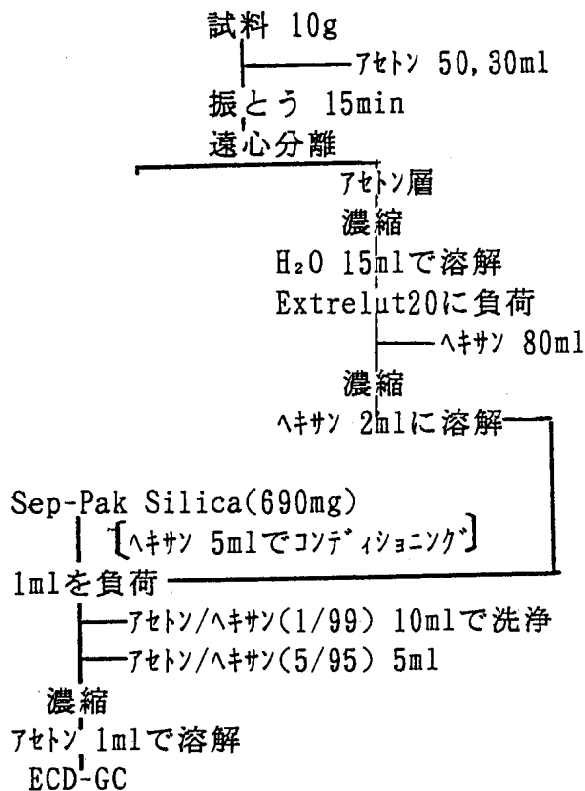 試料 10g
アセトン 50,30ml
振とう 15min
遠心分離
アセトン層
濃縮
H₂O 15mlで溶解
Extrelut20に負荷
ヘキサン 80ml
濃縮
ヘキサン 2mlに溶解
Sep-Pak Silica(690mg)
[ヘキサン 5mlでコンディショニング]
1mlを負荷
アセトン/ヘキサン(1/99) 10mlで洗浄
アセトン/ヘキサン(5/95) 5ml
濃縮
アセトン 1mlで溶解
ECD-GC